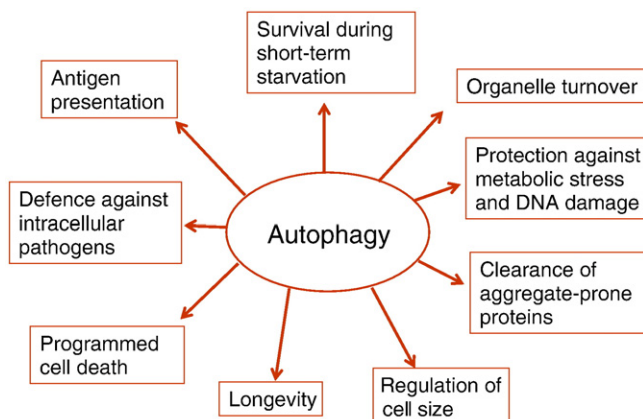 Survival during
short-term
starvation
Antigen
presentation
Organelle turnover
Protection against
metabolic stress
and DNA damage
Defence against
intracellular
pathogens
Autophagy
Clearance of
aggregate-prone
proteins
Programmed
cell death
Longevity
Regulation of
cell size